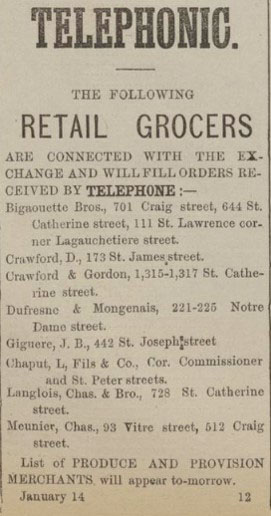 TELEPHONIC.
THE FOLLOWING
RETAIL GROCERS
ARE CONNECTED WITH THE EX-
CHANGE AND WILL FILL ORDERS RE-
CEIVED BY TELEPHONE :—
Bigaouette Bros., 701 Craig street, 644 St.
Catherine street, 111 St. Lawrence cor-
ner Lagauchetiere street.
Crawford, D., 173 St. James street.
Crawford & Gordon, 1,315-1,317 St. Cathe-
rine street.
Dufresne & Mongenais, 221-225 Notre
Dame street.
Giguere, J. B., 442 St. Joseph street
Chaput, L, Fils & Co., Cor. Commissioner
and St. Peter streets.
Langlois, Chas. & Bro., 728 St. Catherine
street.
Meunier, Chas., 93 Vitre street, 512 Craig
street.
List of PRODUCE AND PROVISION
MERCHANTS will appear to-morrow.
January 14 12